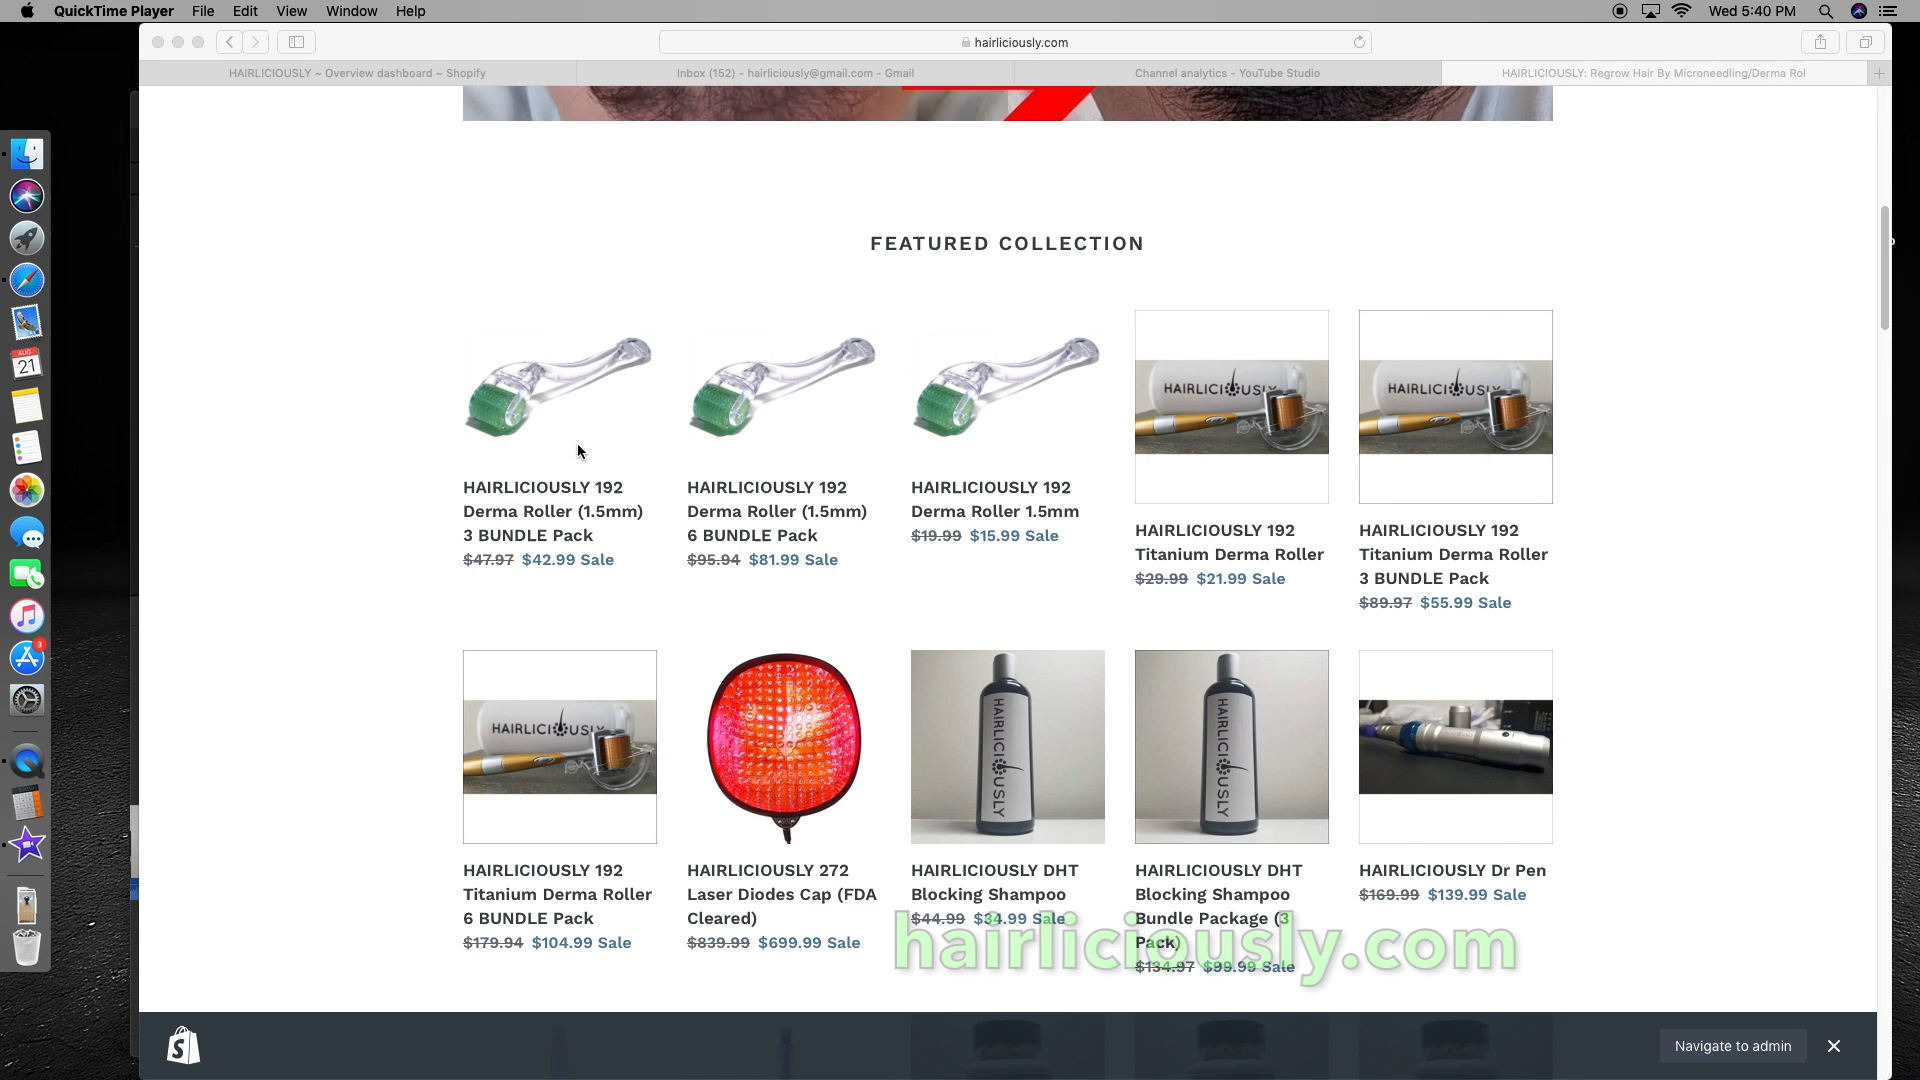 QuickTime Player File Edit View Window Help Wed 5:40 PM
hairliciously.com
HAIRLICIOUSLY ~ Overview dashboard ~ Shopify
Inbox (152) - hairliciously@gmail.com - Gmail
Channel analytics - YouTube Studio
HAIRLICIOUSLY: Regrow Hair By Microneedling/Derma Rol
AUG
21
3
FEATURED COLLECTION
HAIRLICIOUSLY
HAIRLICIOUSLY
HAIRLICIOUSLY 192
Derma Roller (1.5mm)
3 BUNDLE Pack
$47.97 $42.99 Sale
HAIRLICIOUSLY 192
Derma Roller (1.5mm)
6 BUNDLE Pack
$95.94 $81.99 Sale
HAIRLICIOUSLY 192
Derma Roller 1.5mm
$19.99 $15.99 Sale
HAIRLICIOUSLY 192
Titanium Derma Roller
$29.99 $21.99 Sale
HAIRLICIOUSLY 192
Titanium Derma Roller
3 BUNDLE Pack
$89.97 $55.99 Sale
HAIRLICIOUSLY
HAIRLICIOUSLY
HAIRLICIOUSLY
HAIRLICIOUSLY 192
Titanium Derma Roller
6 BUNDLE Pack
$179.94 $104.99 Sale
HAIRLICIOUSLY 272
Laser Diodes Cap (FDA
Cleared)
$839.99 $699.99 Sale
HAIRLICIOUSLY DHT
Blocking Shampoo
$44.99 $34.99 Sale
HAIRLICIOUSLY DHT
Blocking Shampoo
Bundle Package (3
Pack)
$134.97 $99.99 Sale
HAIRLICIOUSLY Dr Pen
$169.99 $139.99 Sale
hairliciously.com
Navigate to admin